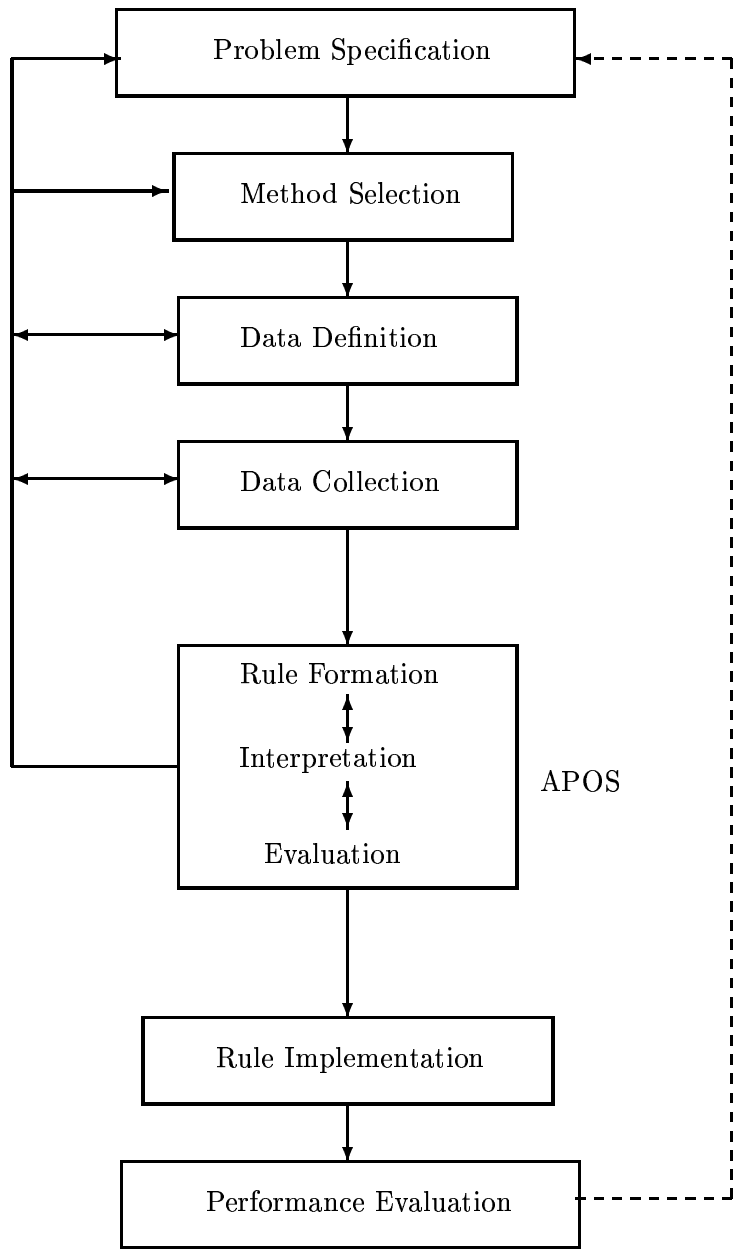 Problem Specification
Method Selection
Data Definition
Data Collection
Rule Formation
Interpretation
APOS
Evaluation
Rule Implementation
Performance Evaluation